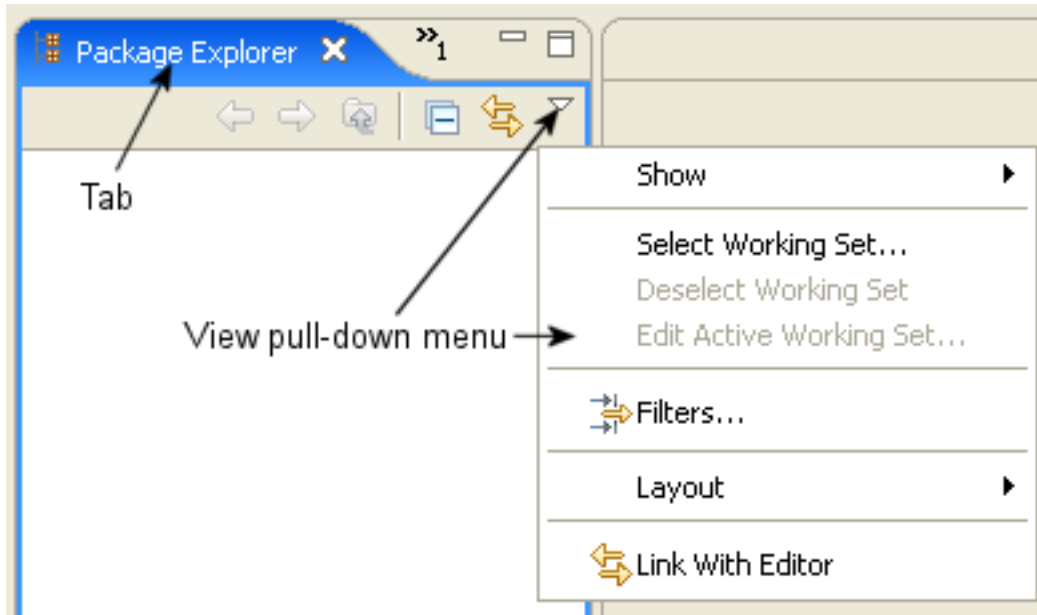 Package Explorer
»1
Tab
View pull-down menu
Show
Select Working Set...
Deselect Working Set
Edit Active Working Set...
Filters...
Layout
Link With Editor